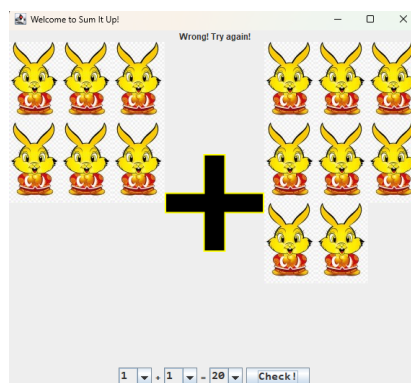 Welcome to Sum It Up!
Wrong! Try again!
1 + 1 = 20 Check!